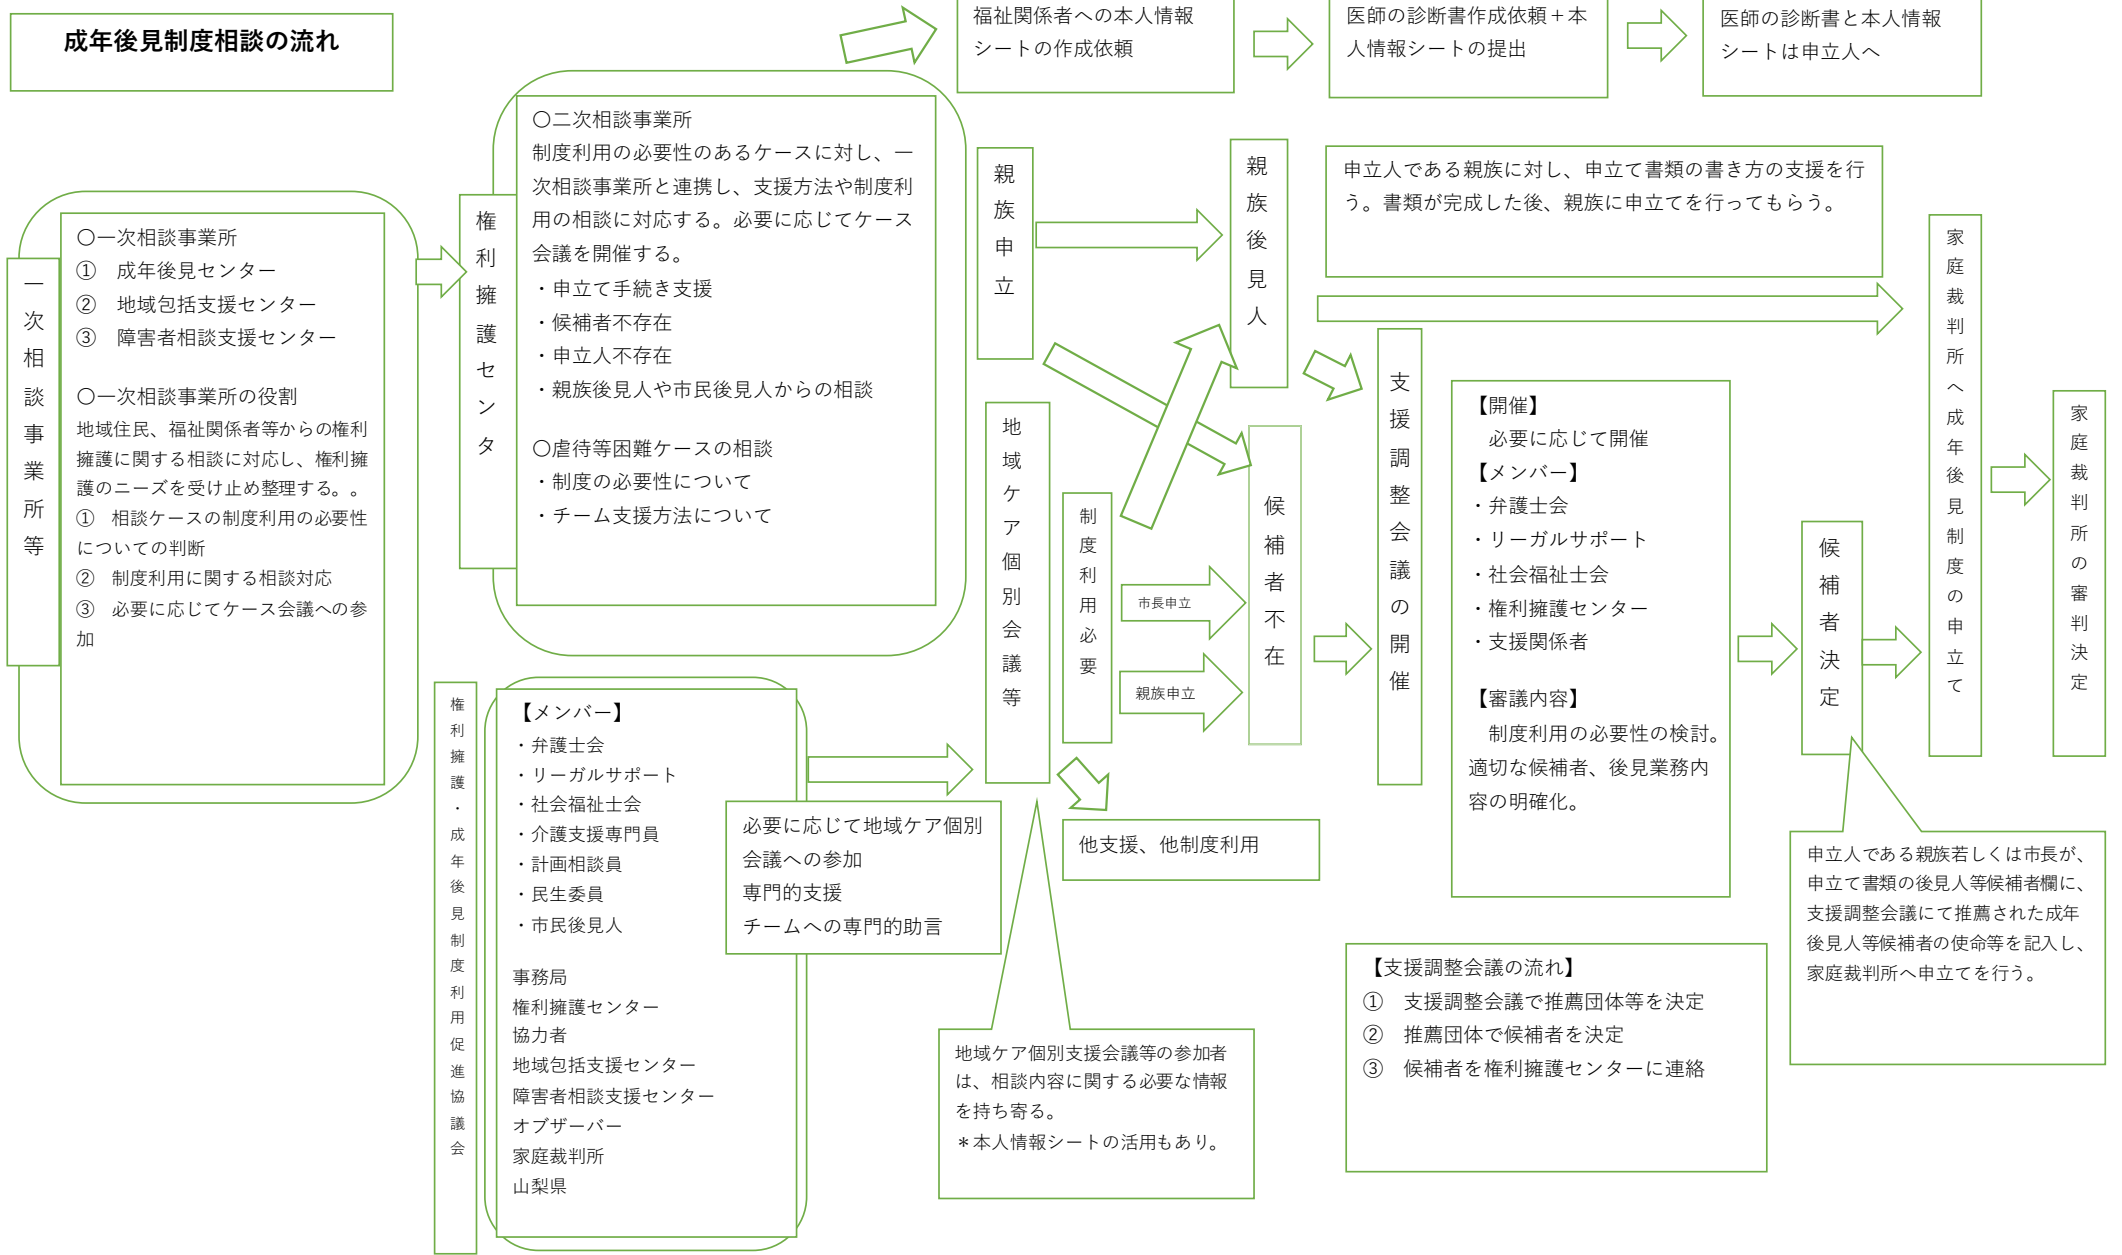 成年後見制度相談の流れ
福祉関係者への本人情報
シートの作成依頼
医師の診断書作成依頼+本
人情報シートの提出
医師の診断書と本人情報
シートは申立人へ
一次相談事業所等
〇一次相談事業所
① 成年後見センター
② 地域包括支援センター
③ 障害者相談支援センター
〇一次相談事業所の役割
地域住民、福祉関係者等からの権利
擁護に関する相談に対応し、権利擁
護のニーズを受け止め整理する。。
① 相談ケースの制度利用の必要性
についての判断
② 制度利用に関する相談対応
③ 必要に応じてケース会議への参
加
権利擁護センタ
〇二次相談事業所
制度利用の必要性のあるケースに対し、一
次相談事業所と連携し、支援方法や制度利
用の相談に対応する。必要に応じてケース
会議を開催する。
・申立て手続き支援
・候補者不存在
・申立人不存在
・親族後見人や市民後見人からの相談
〇虐待等困難ケースの相談
・制度の必要性について
・チーム支援方法について
権利擁護・成年後見制度利用促進協議会
【メンバー】
・弁護士会
・リーガルサポート
・社会福祉士会
・介護支援専門員
・計画相談員
・民生委員
・市民後見人
事務局
権利擁護センター
協力者
地域包括支援センター
障害者相談支援センター
オブザーバー
家庭裁判所
山梨県
必要に応じて地域ケア個別
会議への参加
専門的支援
チームへの専門的助言
親族申立
地域ケア個別会議等
制度利用必要
市長申立
親族申立
他支援、他制度利用
地域ケア個別支援会議等の参加者
は、相談内容に関する必要な情報
を持ち寄る。
*本人情報シートの活用もあり。
親族後見人
候補者不在
申立人である親族に対し、申立て書類の書き方の支援を行
う。書類が完成した後、親族に申立てを行ってもらう。
支援調整会議の開催
【開催】
必要に応じて開催
【メンバー】
・弁護士会
・リーガルサポート
・社会福祉士会
・権利擁護センター
・支援関係者
【審議内容】
制度利用の必要性の検討。
適切な候補者、後見業務内
容の明確化。
【支援調整会議の流れ】
① 支援調整会議で推薦団体等を決定
② 推薦団体で候補者を決定
③ 候補者を権利擁護センターに連絡
候補者決定
申立人である親族若しくは市長が、
申立て書類の後見人等候補者欄に、
支援調整会議にて推薦された成年
後見人等候補者の使命等を記入し、
家庭裁判所へ申立てを行う。
家庭裁判所へ成年後見制度の申立て
家庭裁判所の審判決定